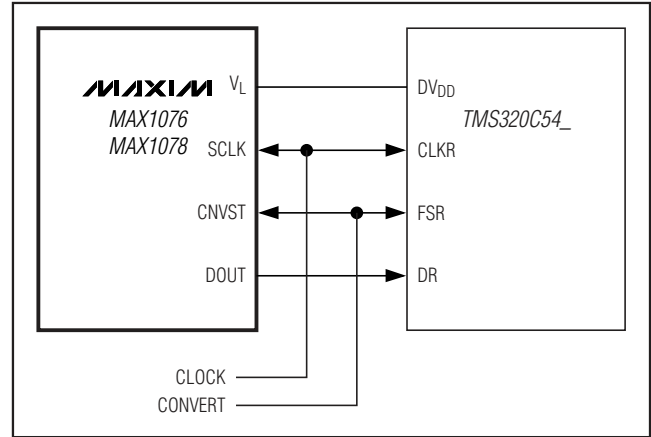 MAXIM VL DVDD
MAX1076 TMS320C54_
MAX1078 SCLK CLKR
CNVST FSR
DOUT DR
CLOCK
CONVERT